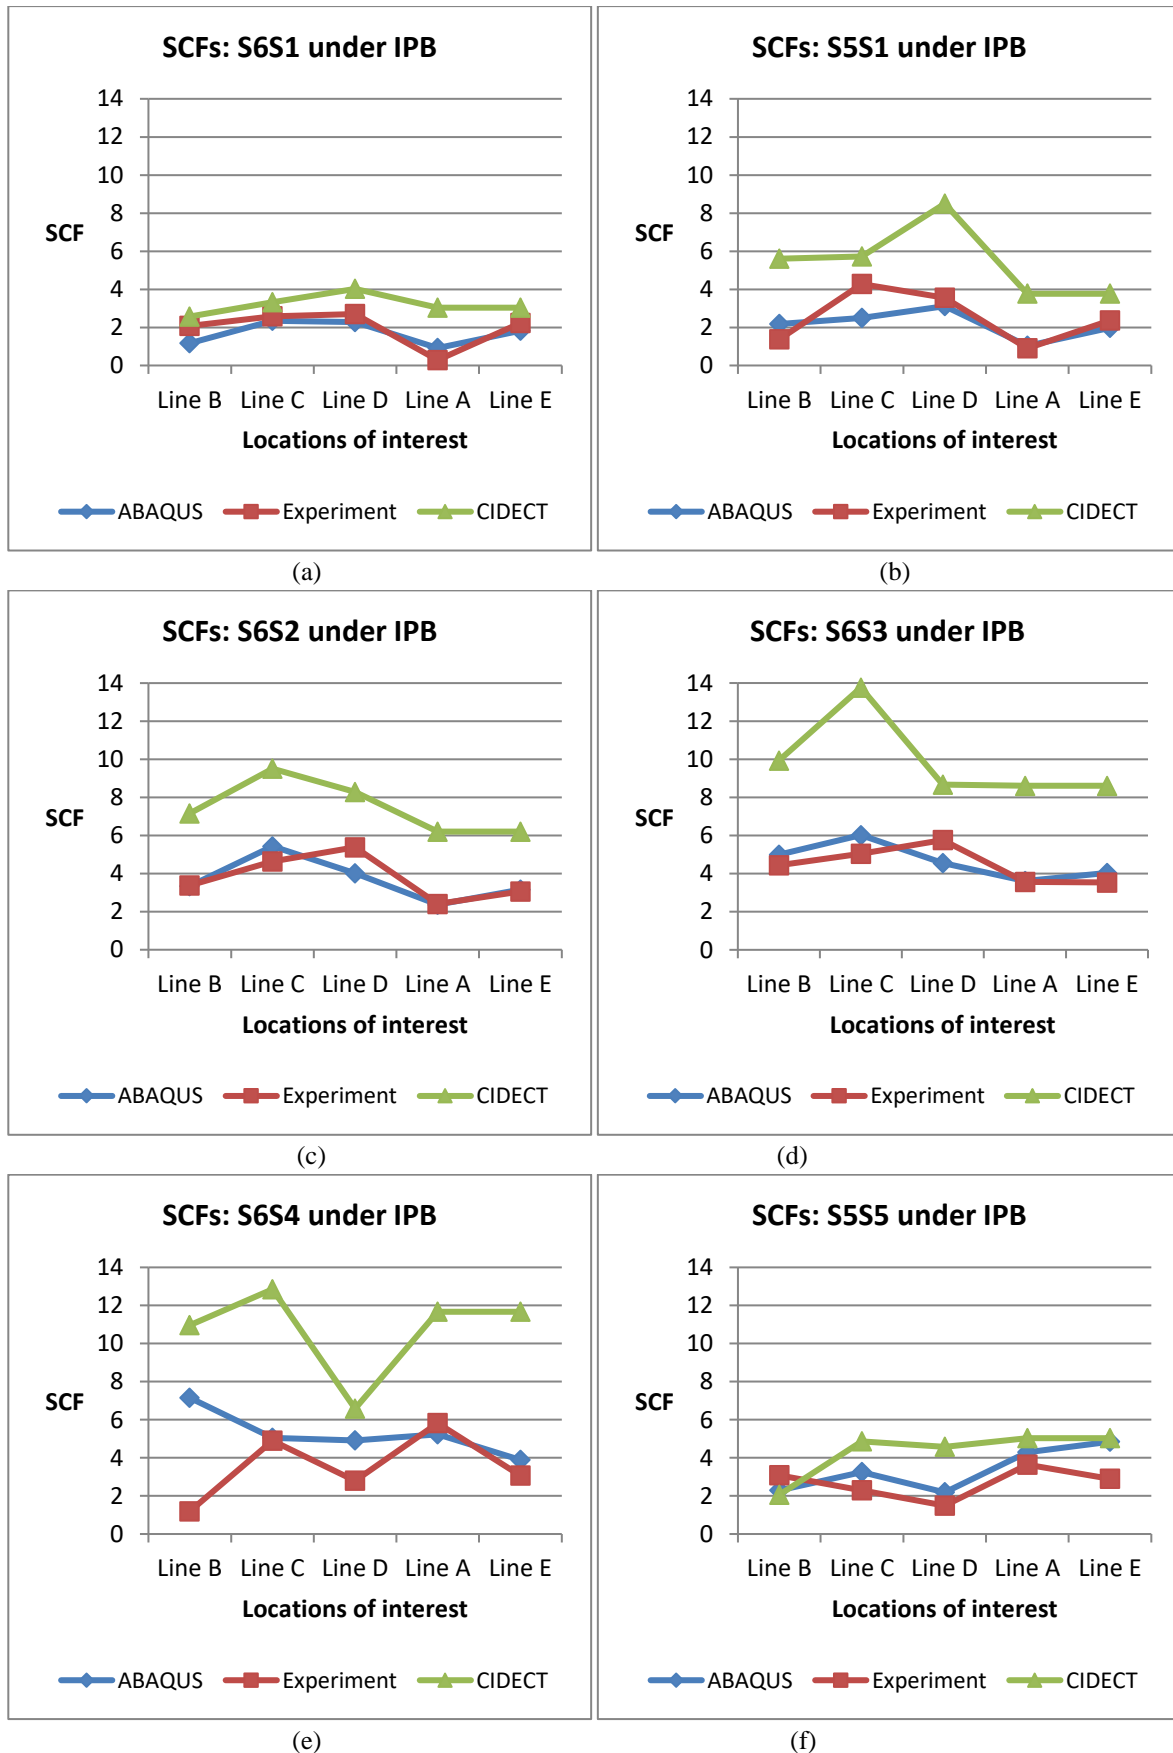 SCFs: S6S1 under IPB
14
12
10
8
6
4
2
0
SCF
Line B Line C Line D Line A Line E
Locations of interest
ABAQUS Experiment CIDECT
(a)
SCFs: S5S1 under IPB
14
12
10
8
6
4
2
0
SCF
Line B Line C Line D Line A Line E
Locations of interest
ABAQUS Experiment CIDECT
(b)
SCFs: S6S2 under IPB
14
12
10
8
6
4
2
0
SCF
Line B Line C Line D Line A Line E
Locations of interest
ABAQUS Experiment CIDECT
(c)
SCFs: S6S3 under IPB
14
12
10
8
6
4
2
0
SCF
Line B Line C Line D Line A Line E
Locations of interest
ABAQUS Experiment CIDECT
(d)
SCFs: S6S4 under IPB
14
12
10
8
6
4
2
0
SCF
Line B Line C Line D Line A Line E
Locations of interest
ABAQUS Experiment CIDECT
(e)
SCFs: S5S5 under IPB
14
12
10
8
6
4
2
0
SCF
Line B Line C Line D Line A Line E
Locations of interest
ABAQUS Experiment CIDECT
(f)